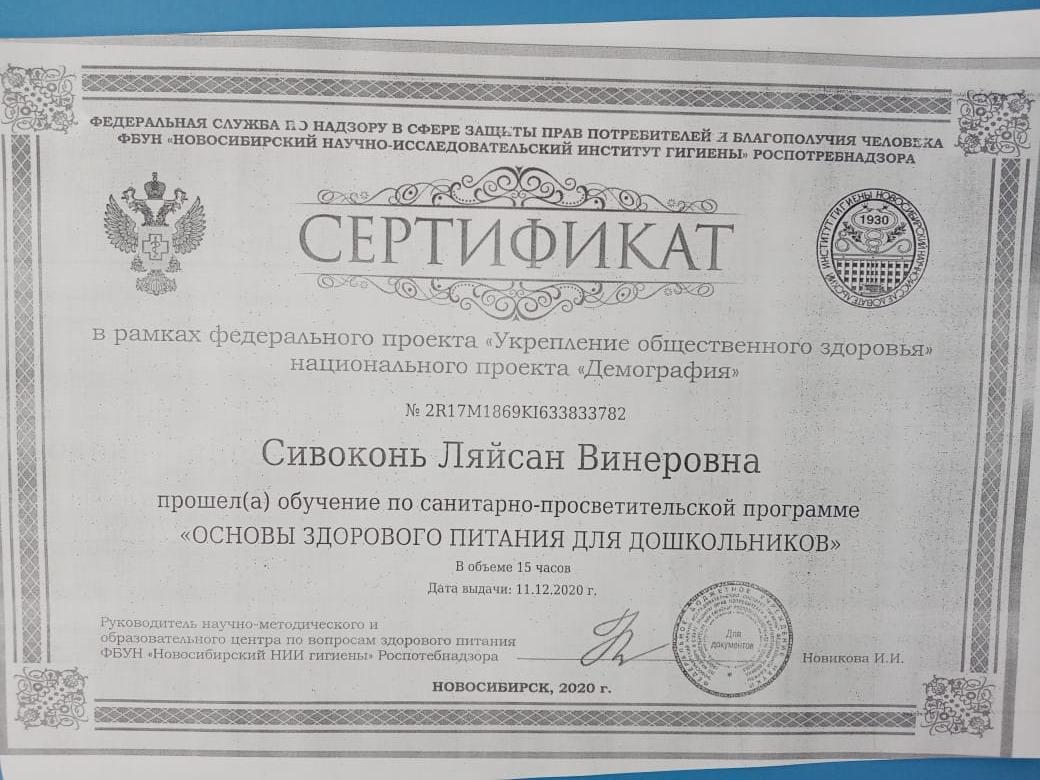 ФЕДЕРАЛЬНАЯ СЛУЖБА ПО НАДЗОРУ В СФЕРЕ ЗАЩИТЫ ПРАВ ПОТРЕБИТЕЛЕЙ И БЛАГОПОЛУЧИЯ ЧЕЛОВЕКА
ФБУН «НОВОСИБИРСКИЙ НАУЧНО-ИССЛЕДОВАТЕЛЬСКИЙ ИНСТИТУТ ГИГИЕНЫ» РОСПОТРЕБНАДЗОРА
1930
СЕРТИФИКАТ
в рамках федерального проекта «Укрепление общественного здоровья»
национального проекта «Демография»
№ 2R17M1869KI633833782
Сивоконь Ляйсан Винеровна
прошел(а) обучение по санитарно-просветительской программе
«ОСНОВЫ ЗДОРОВОГО ПИТАНИЯ ДЛЯ ДОШКОЛЬНИКОВ»
В объеме 15 часов
Дата выдачи: 11.12.2020 г.
Руководитель научно-методического и
образовательного центра по вопросам здорового питания
ФБУН «Новосибирский НИИ гигиены» Роспотебнадзора
Для
документов
Новикова И.И.
НОВОСИБИРСК, 2020 г.